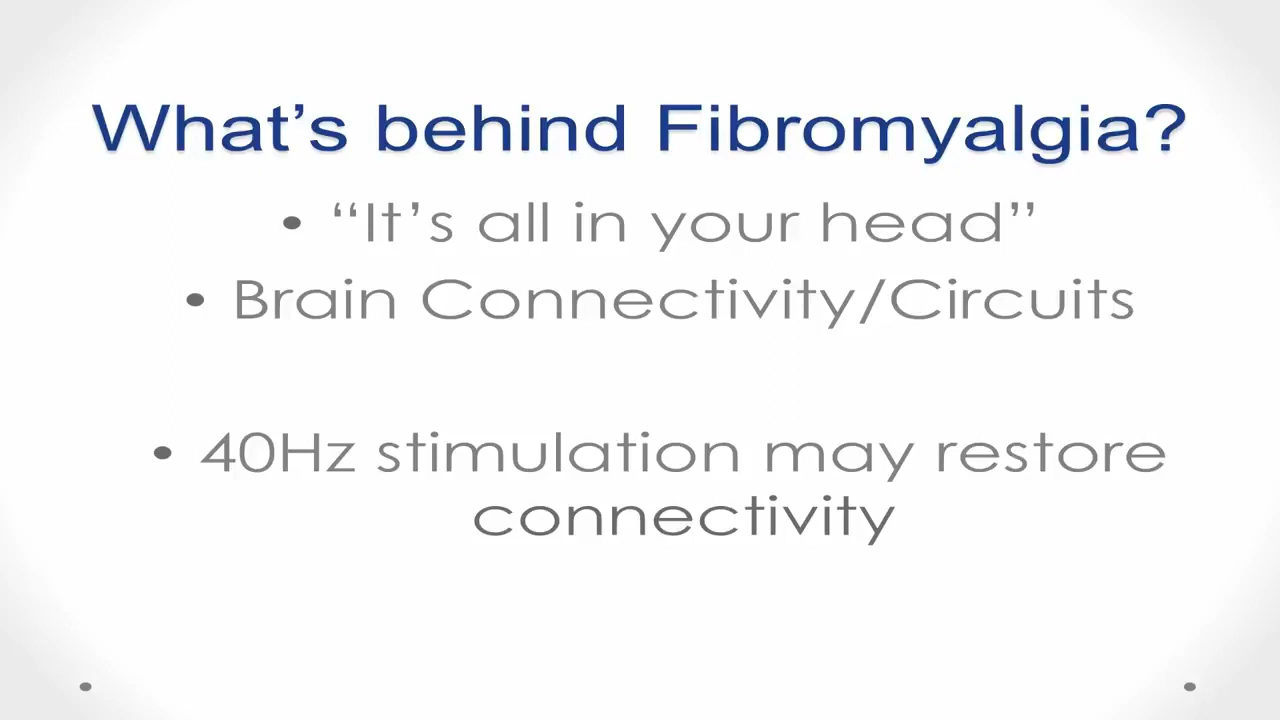 What’s behind Fibromyalgia?
• “It’s all in your head”
• Brain Connectivity/Circuits
• 40Hz stimulation may restore
connectivity